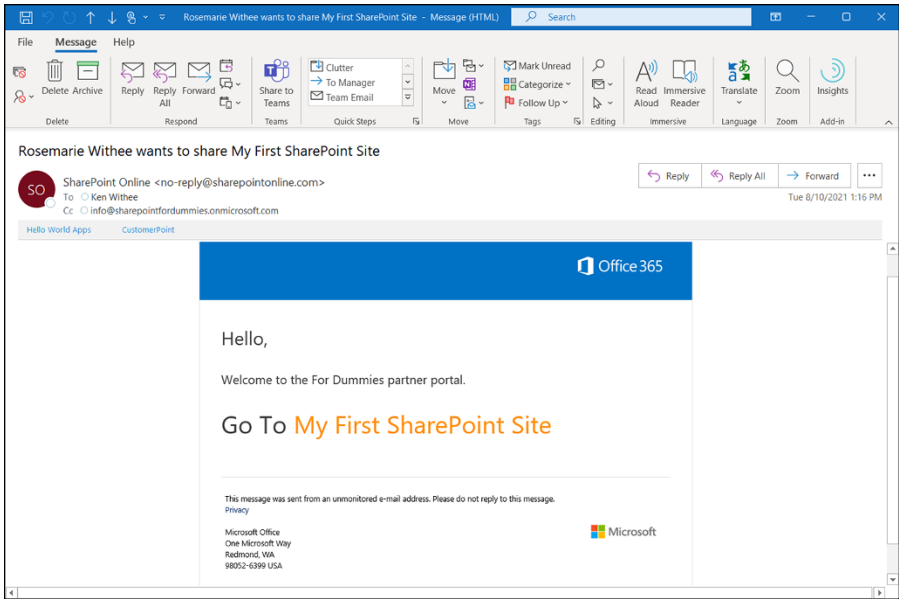 Rosemarie Withee wants to share My First SharePoint Site - Message (HTML)
Search
File Message Help
Delete Archive
Reply Reply All Forward
Share to Teams
Clutter
To Manager
Team Email
Move
Mark Unread
Categorize
Follow Up
Read Aloud Immersive Reader
Translate
Zoom
Insights
Delete Respond Teams Quick Steps Move Tags Editing Immersive Language Zoom Add-in
Rosemarie Withee wants to share My First SharePoint Site
SO
SharePoint Online <no-reply@sharepointonline.com>
To Ken Withee
Cc info@sharepointfordummies.onmicrosoft.com
Reply Reply All Forward
Tue 8/10/2021 1:16 PM
Hello World Apps CustomerPoint
Office 365
Hello,
Welcome to the For Dummies partner portal.
Go To My First SharePoint Site
This message was sent from an unmonitored e-mail address. Please do not reply to this message.
Privacy
Microsoft Office
One Microsoft Way
Redmond, WA
98052-6399 USA
Microsoft